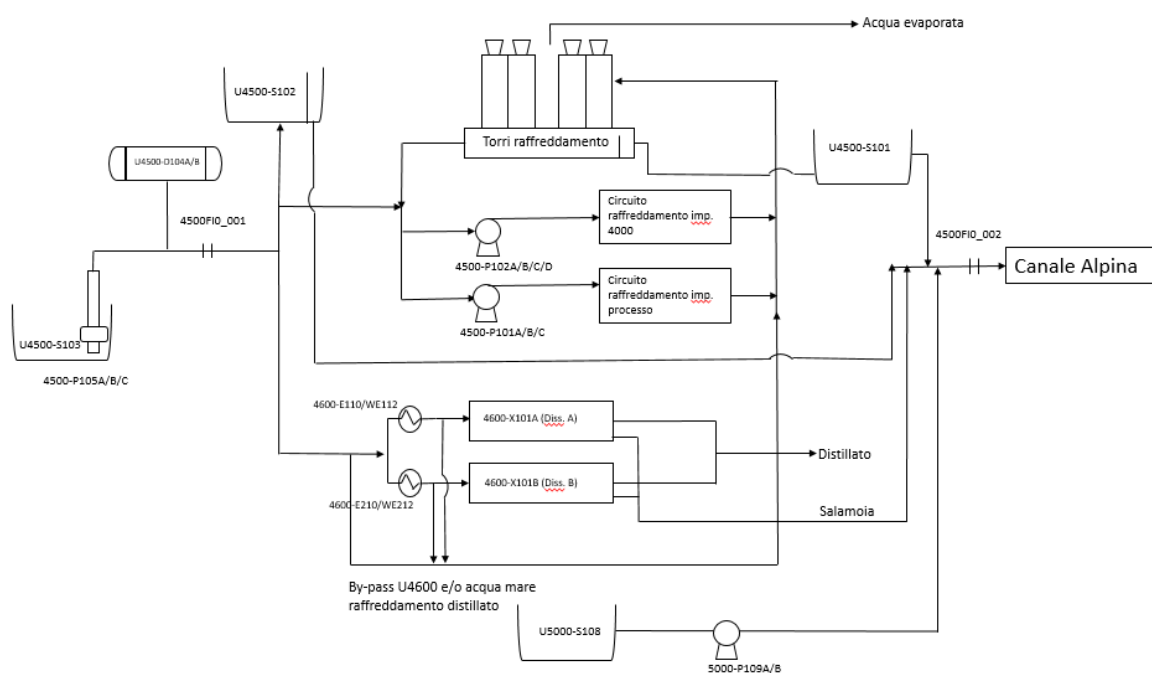 Acqua evaporata
U4500-S102
Torri raffreddamento
U4500-S101
U4500-D104A/B
4500FI0_001
Circuito
raffreddamento imp.
4000
4500FI0_002
4500-P102A/B/C/D
Canale Alpina
Circuito
raffreddamento imp.
processo
4500-P101A/B/C
U4500-S103
4500-P105A/B/C
4600-E110/WE112
4600-X101A (Diss. A)
Distillato
4600-X101B (Diss. B)
4600-E210/WE212
Salamoia
By-pass U4600 e/o acqua mare
raffreddamento distillato
U5000-S108
5000-P109A/B